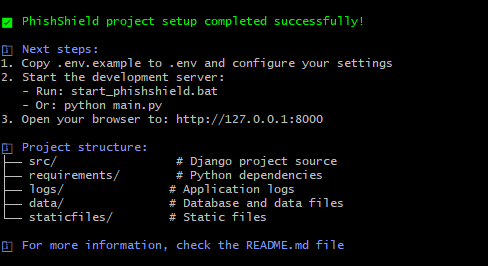 ✅ PhishShield project setup completed successfully!
ℹ️ Next steps:
1. Copy .env.example to .env and configure your settings
2. Start the development server:
   - Run: start_phishshield.bat
   - Or: python main.py
3. Open your browser to: http://127.0.0.1:8000
ℹ️ Project structure:
├── src/                 # Django project source
├── requirements/        # Python dependencies
├── logs/               # Application logs
├── data/               # Database and data files
├── staticfiles/        # Static files
ℹ️ For more information, check the README.md file